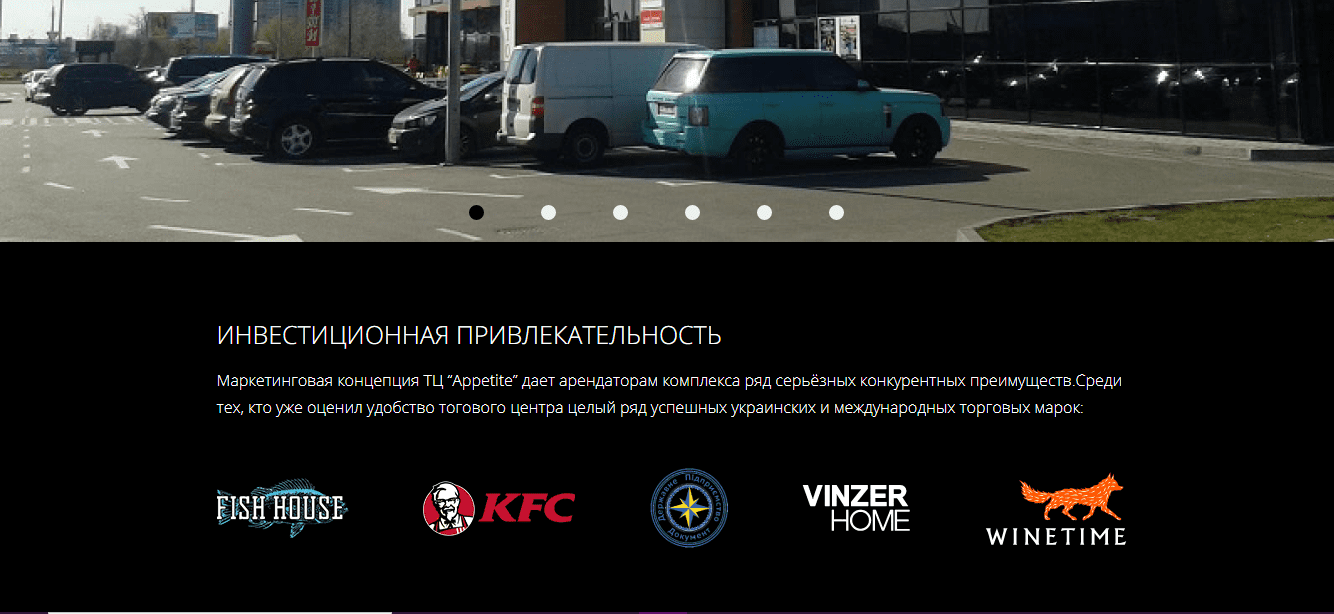 ИНВЕСТИЦИОННАЯ ПРИВЛЕКАТЕЛЬНОСТЬ
Маркетинговая концепция ТЦ “Appetite” дает арендаторам комплекса ряд серьёзных конкурентных преимуществ.Среди
тех, кто уже оценил удобство тогового центра целый ряд успешных украинских и международных торговых марок:
FISH HOUSE
KFC
Державне Підприємство
Документ
VINZER
HOME
WINETIME